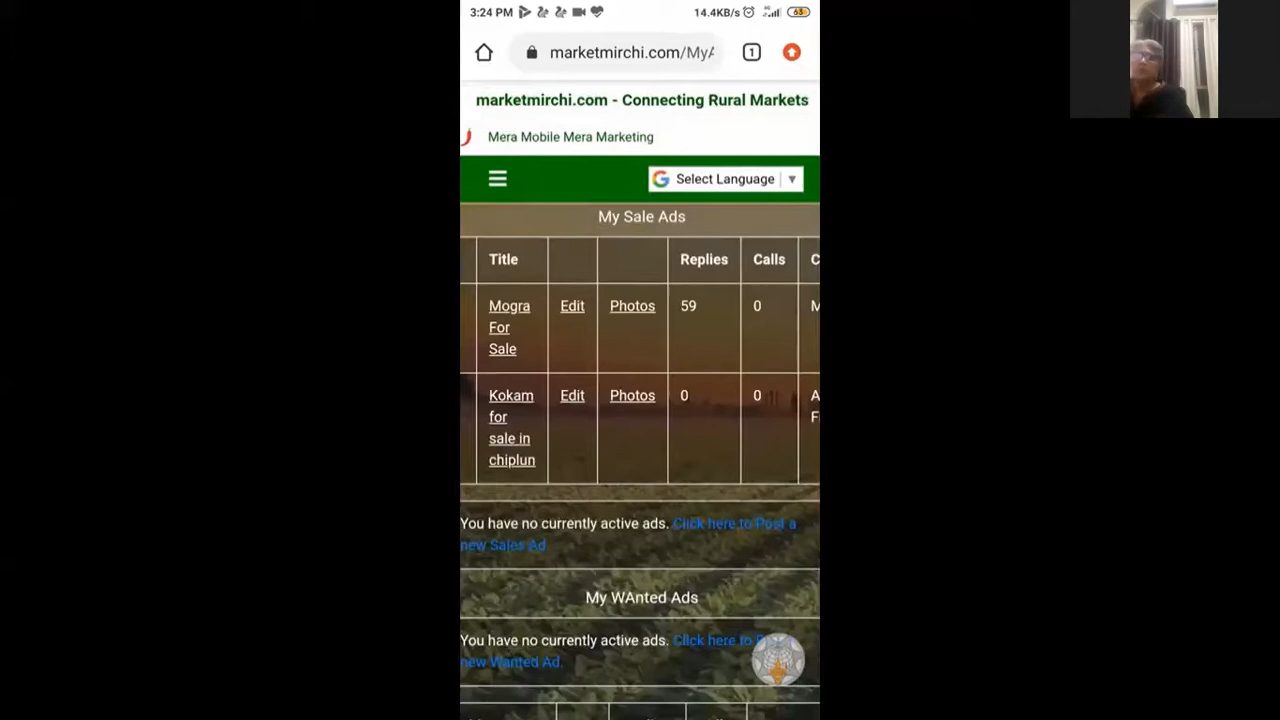 3:24 PM 14.4KB/s 4G 63
marketmirchi.com/MyA 1
marketmirchi.com - Connecting Rural Markets
Mera Mobile Mera Marketing
Select Language ▼
My Sale Ads
Title Replies Calls C
Mogra For Sale Edit Photos 59 0 M
Kokam for sale in chiplun Edit Photos 0 0 A
You have no currently active ads. Click here to Post a
new Sales Ad
My WAnted Ads
You have no currently active ads. Click here to
new Wanted Ad.